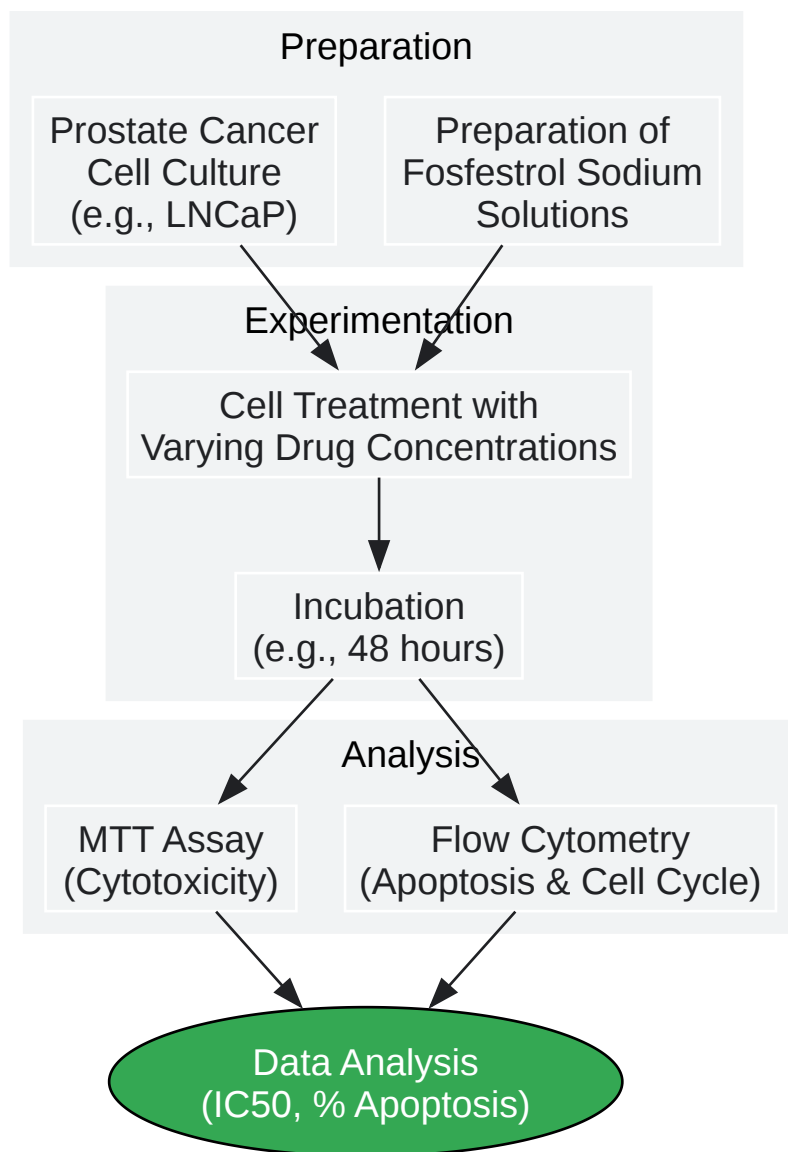 Preparation
Prostate Cancer
Cell Culture
(e.g., LNCaP)
Preparation of
Fosfestrol Sodium
Solutions
Experimentation
Cell Treatment with
Varying Drug Concentrations
Incubation
(e.g., 48 hours)
Analysis
MTT Assay
(Cytotoxicity)
Flow Cytometry
(Apoptosis & Cell Cycle)
Data Analysis
(IC50, % Apoptosis)